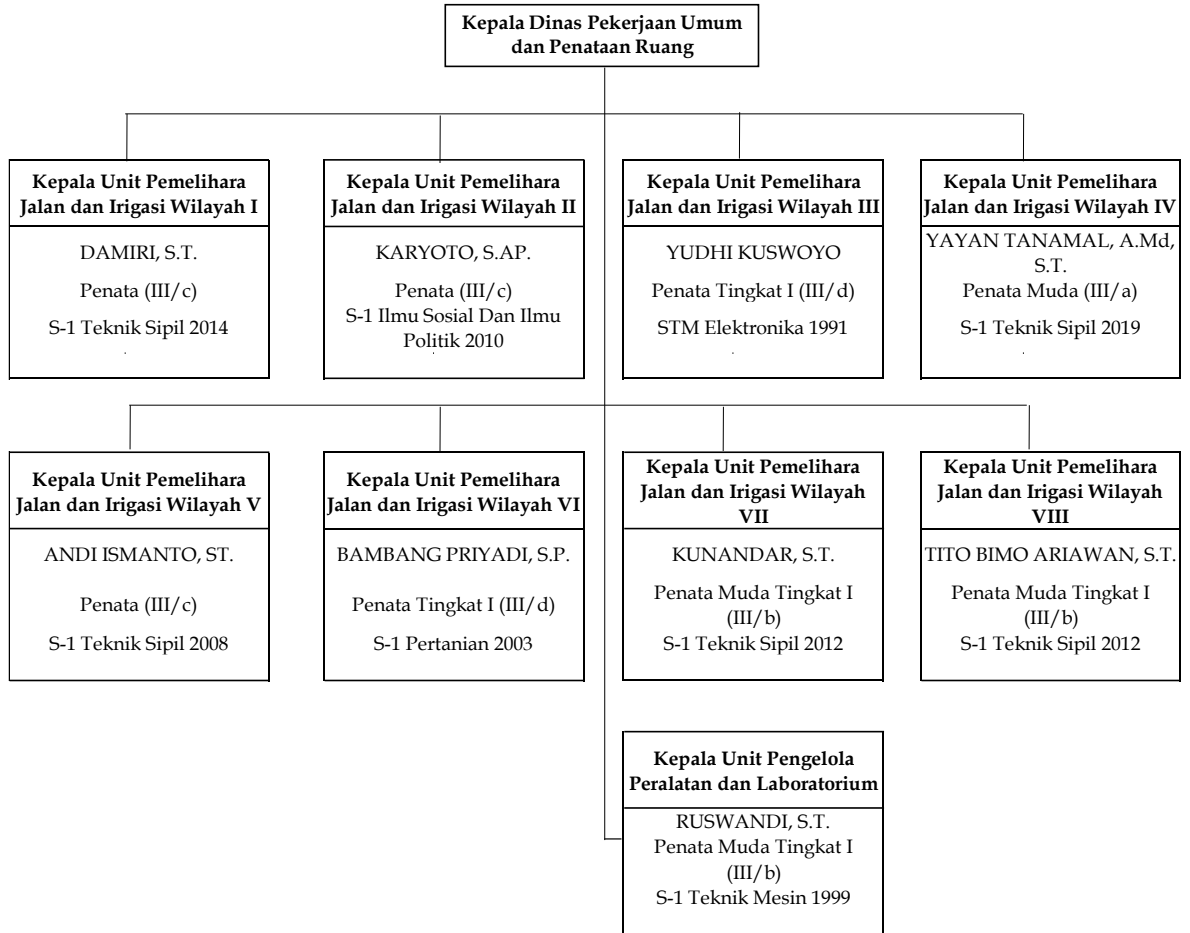 Kepala Dinas Pekerjaan Umum
dan Penataan Ruang
Kepala Unit Pemelihara
Jalan dan Irigasi Wilayah I
DAMIRI, S.T.
Penata (III/c)
S-1 Teknik Sipil 2014
Kepala Unit Pemelihara
Jalan dan Irigasi Wilayah II
KARYOTO, S.AP.
Penata (III/c)
S-1 Ilmu Sosial Dan Ilmu
Politik 2010
Kepala Unit Pemelihara
Jalan dan Irigasi Wilayah III
YUDHI KUSWOYO
Penata Tingkat I (III/d)
STM Elektronika 1991
Kepala Unit Pemelihara
Jalan dan Irigasi Wilayah IV
YAYAN TANAMAL, A.Md,
S.T.
Penata Muda (III/a)
S-1 Teknik Sipil 2019
Kepala Unit Pemelihara
Jalan dan Irigasi Wilayah V
ANDI ISMANTO, ST.
Penata (III/c)
S-1 Teknik Sipil 2008
Kepala Unit Pemelihara
Jalan dan Irigasi Wilayah VI
BAMBANG PRIYADI, S.P.
Penata Tingkat I (III/d)
S-1 Pertanian 2003
Kepala Unit Pemelihara
Jalan dan Irigasi Wilayah
VII
KUNANDAR, S.T.
Penata Muda Tingkat I
(III/b)
S-1 Teknik Sipil 2012
Kepala Unit Pemelihara
Jalan dan Irigasi Wilayah
VIII
TITO BIMO ARIAWAN, S.T.
Penata Muda Tingkat I
(III/b)
S-1 Teknik Sipil 2012
Kepala Unit Pengelola
Peralatan dan Laboratorium
RUSWANDI, S.T.
Penata Muda Tingkat I
(III/b)
S-1 Teknik Mesin 1999